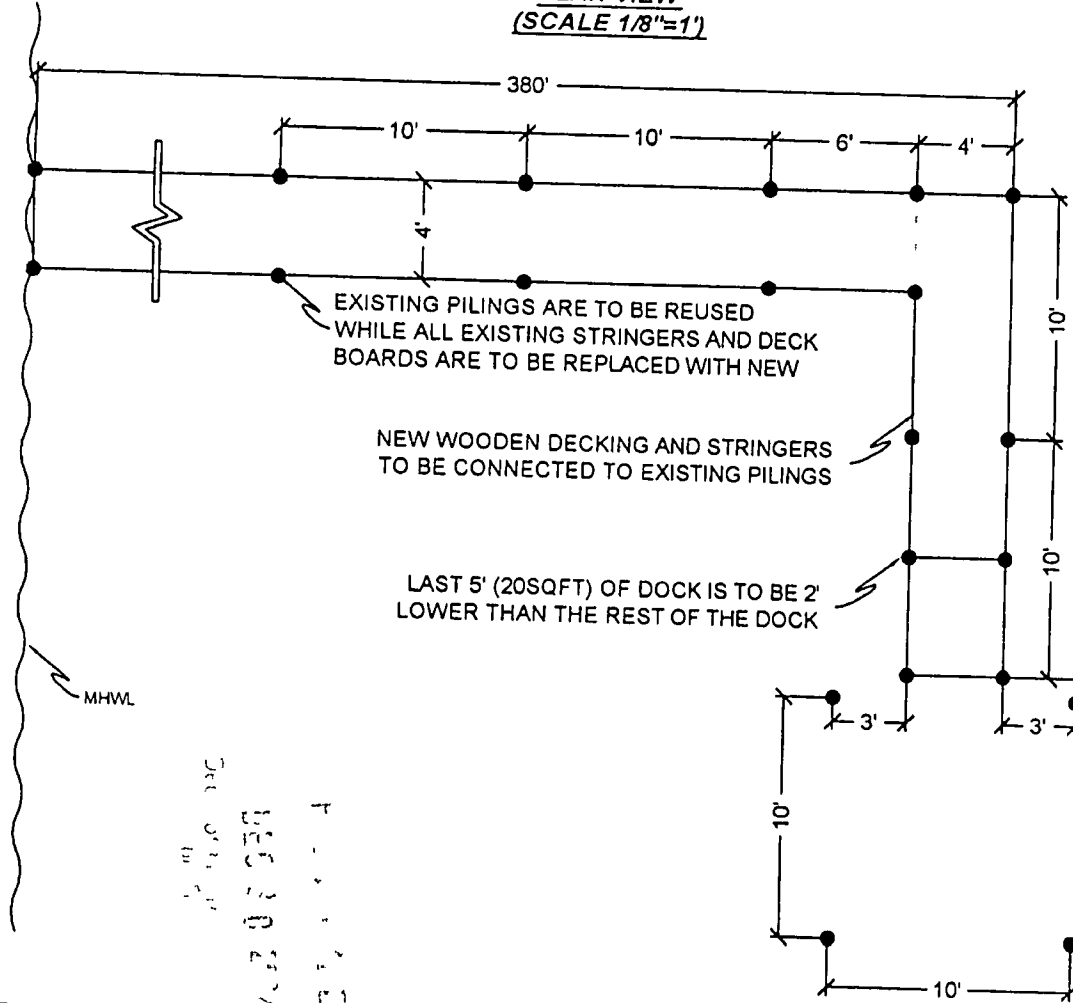 (SCALE 1/8"=1')
380'
10'
10'
6'
4'
4'
10'
EXISTING PILINGS ARE TO BE REUSED
WHILE ALL EXISTING STRINGERS AND DECK
BOARDS ARE TO BE REPLACED WITH NEW
NEW WOODEN DECKING AND STRINGERS
TO BE CONNECTED TO EXISTING PILINGS
10'
LAST 5' (20SQFT) OF DOCK IS TO BE 2'
LOWER THAN THE REST OF THE DOCK
MHWL
3'
3'
10'
10'